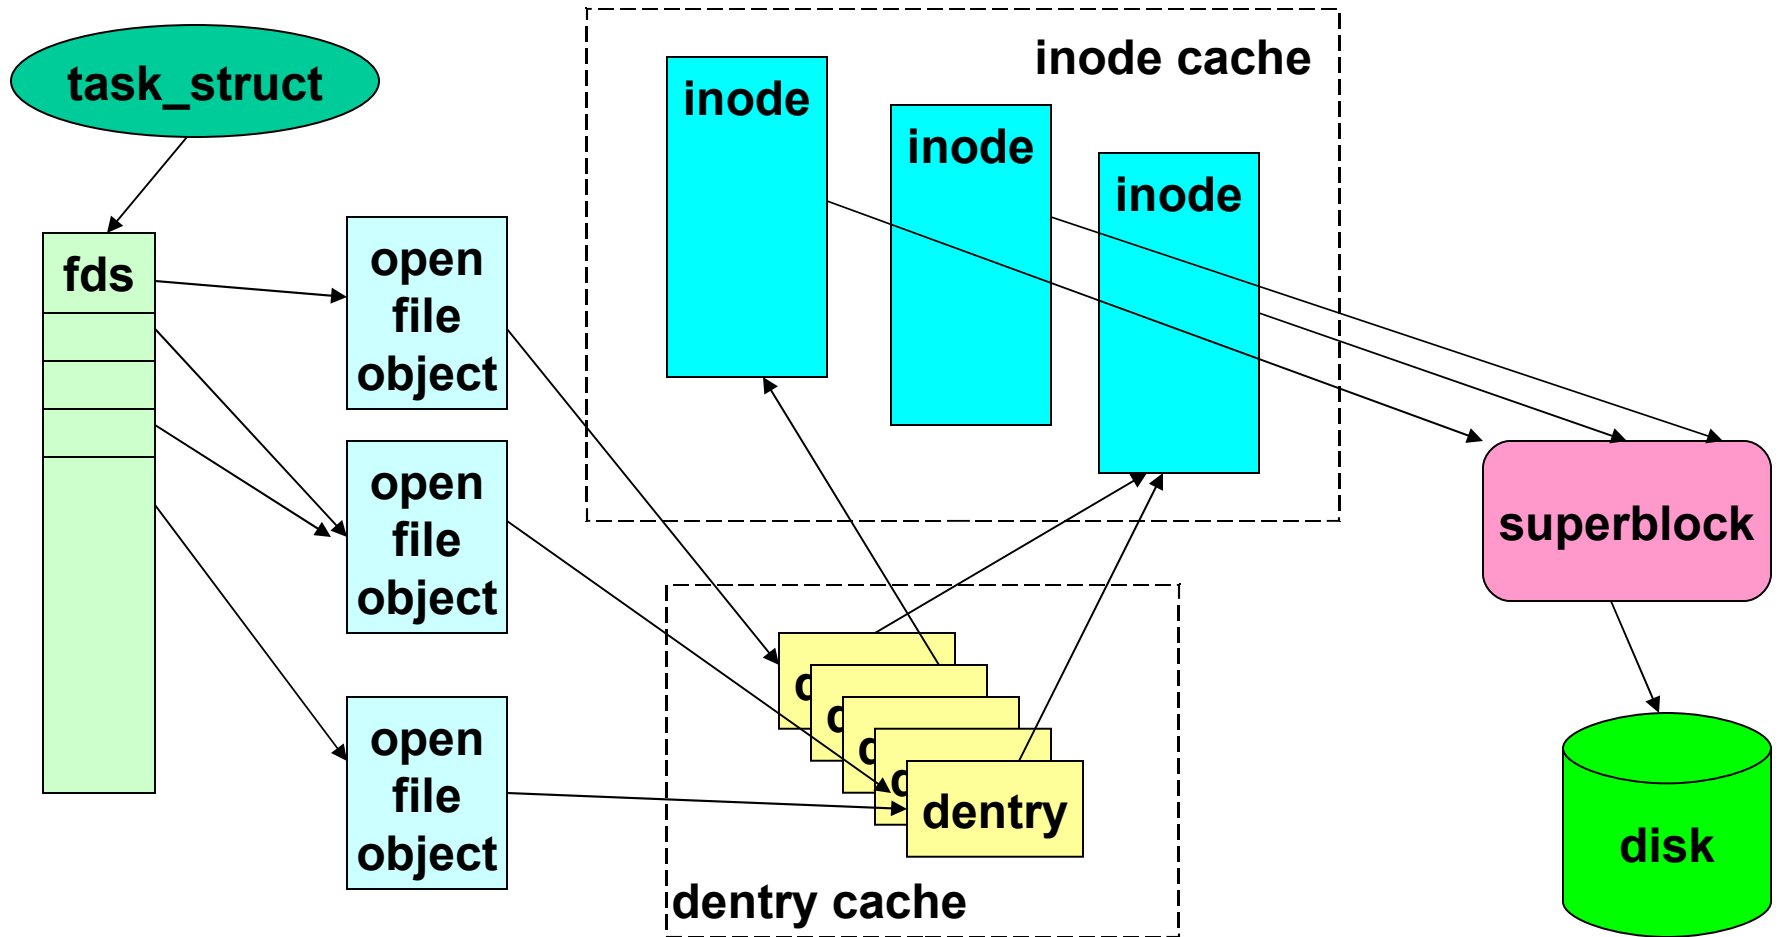 task_struct
inode cache
inode
inode
inode
fds
open
file
object
open
file
object
open
file
object
superblock
d
d
d
d
dentry
dentry cache
disk